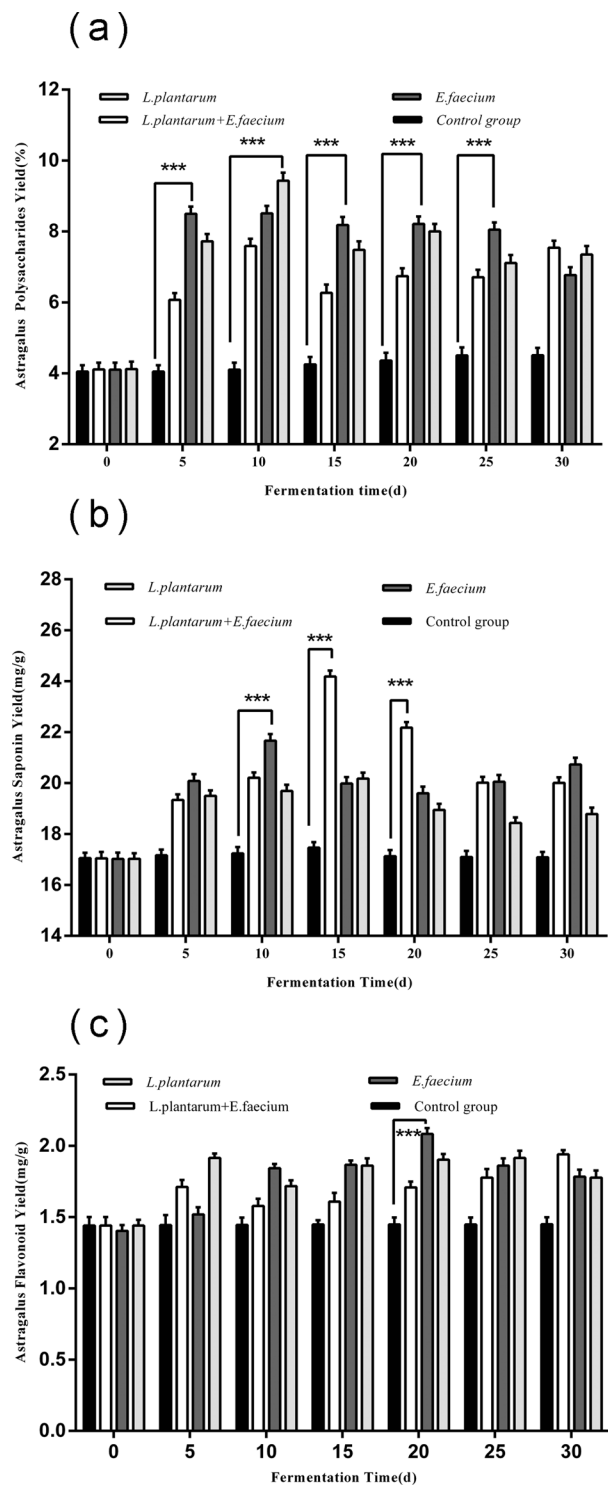 (a)
Astragalus Polysaccharides Yield(%)
12
10
8
6
4
2
L.plantarum
E.faecium
L.plantarum+E.faecium
Control group
***
***
***
***
***
0 5 10 15 20 25 30
Fermentation time(d)
(b)
Astragalus Saponin Yield(mg/g)
28
26
24
22
20
18
16
14
L.plantarum
E.faecium
L.plantarum+E.faecium
Control group
***
***
***
0 5 10 15 20 25 30
Fermentation Time(d)
(c)
Astragalus Flavonoid Yield(mg/g)
2.5
2.0
1.5
1.0
0.5
0.0
L.plantarum
E.faecium
L.plantarum+E.faecium
Control group
***
0 5 10 15 20 25 30
Fermentation Time(d)